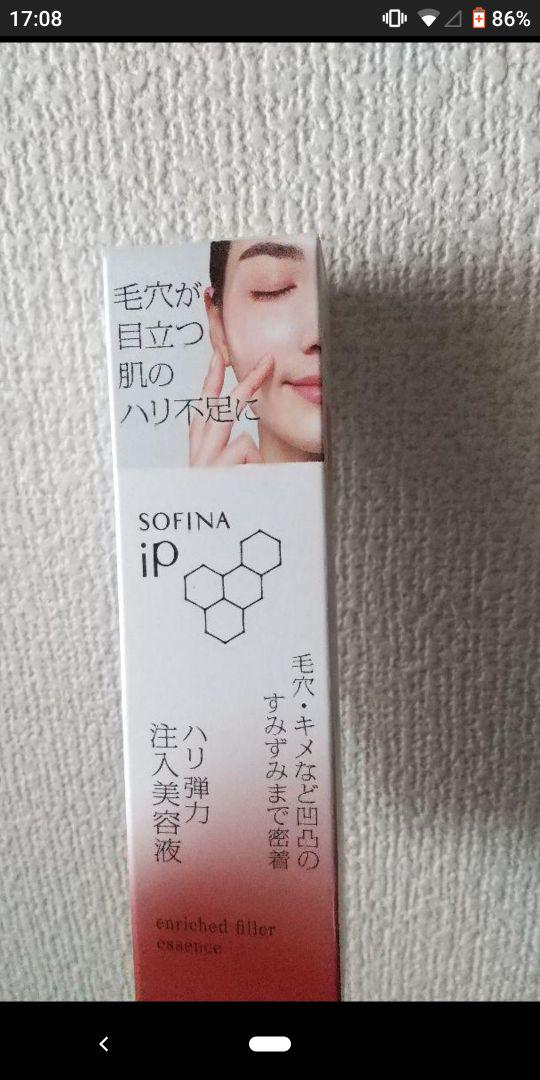 17:08
86%
毛穴が
目立つ
肌の
ハリ不足に
SOFINA
iP
毛穴・キメなど凹凸の
すみずみまで密着
ハリ弾力
注入美容液
enriched filler
essence